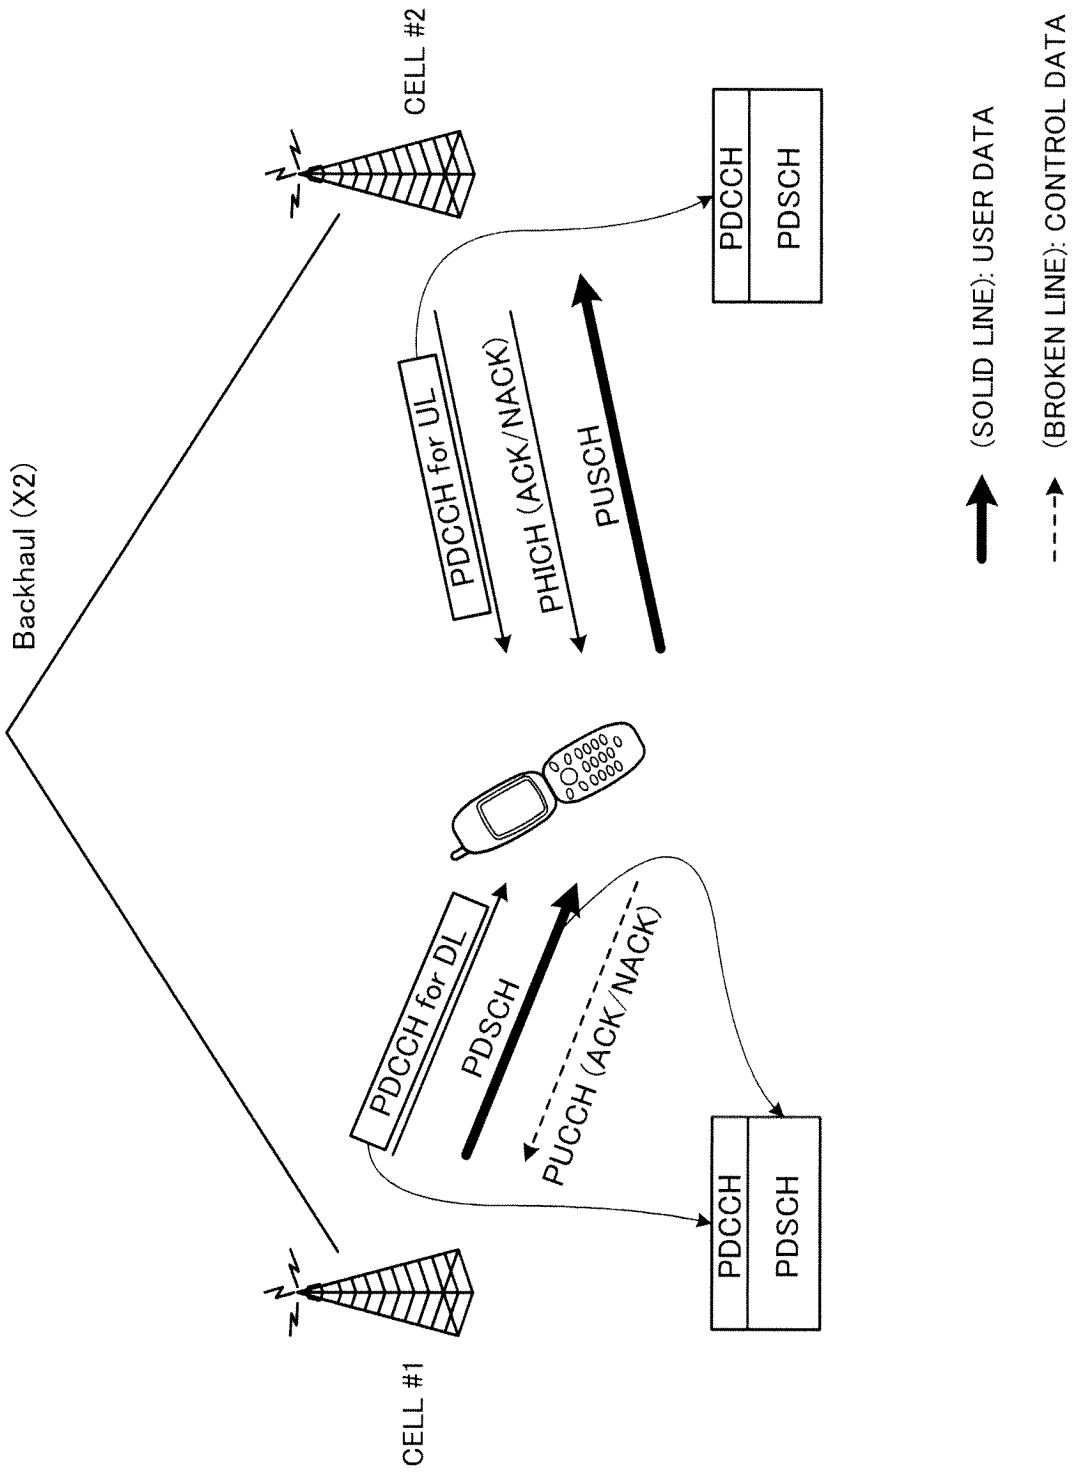 Backhaul (X2)
CELL #1
CELL #2
PDCCH for DL
PDSCH
PUCCH (ACK/NACK)
PDCCH for UL
PHICH (ACK/NACK)
PUSCH
PDCCH
PDSCH
PDCCH
PDSCH
(SOLID LINE): USER DATA
(BROKEN LINE): CONTROL DATA